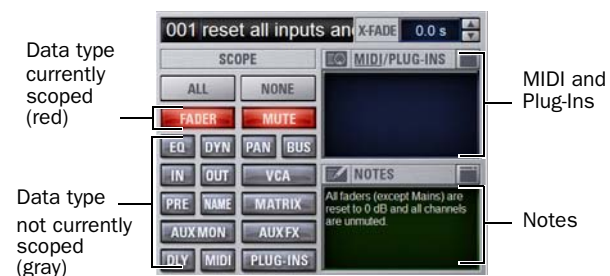 001 reset all inputs an X-FADE 0.0 s
Data type
currently
scoped
(red)
SCOPE
MIDI/PLUG-INS
ALL NONE
FADER MUTE
MIDI and
Plug-Ins
EQ DYN PAN BUS
IN OUT VCA
NOTES
PRE NAME MATRIX
AUX MON AUX FX
DLY MIDI PLUG-INS
All faders (except Mains) are
reset to 0 dB and all channels
are unmuted.
Notes
Data type
not currently
scoped
(gray)